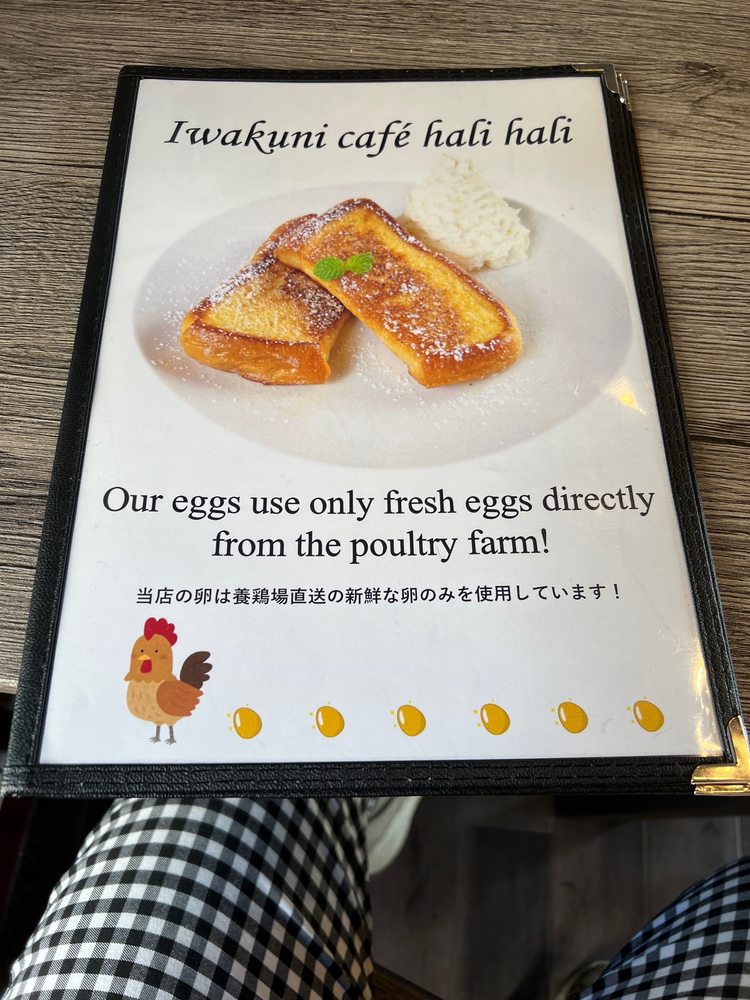 Iwakuni café hali hali
Our eggs use only fresh eggs directly
from the poultry farm!
当店の卵は養鶏場直送の新鮮な卵のみを使用しています！